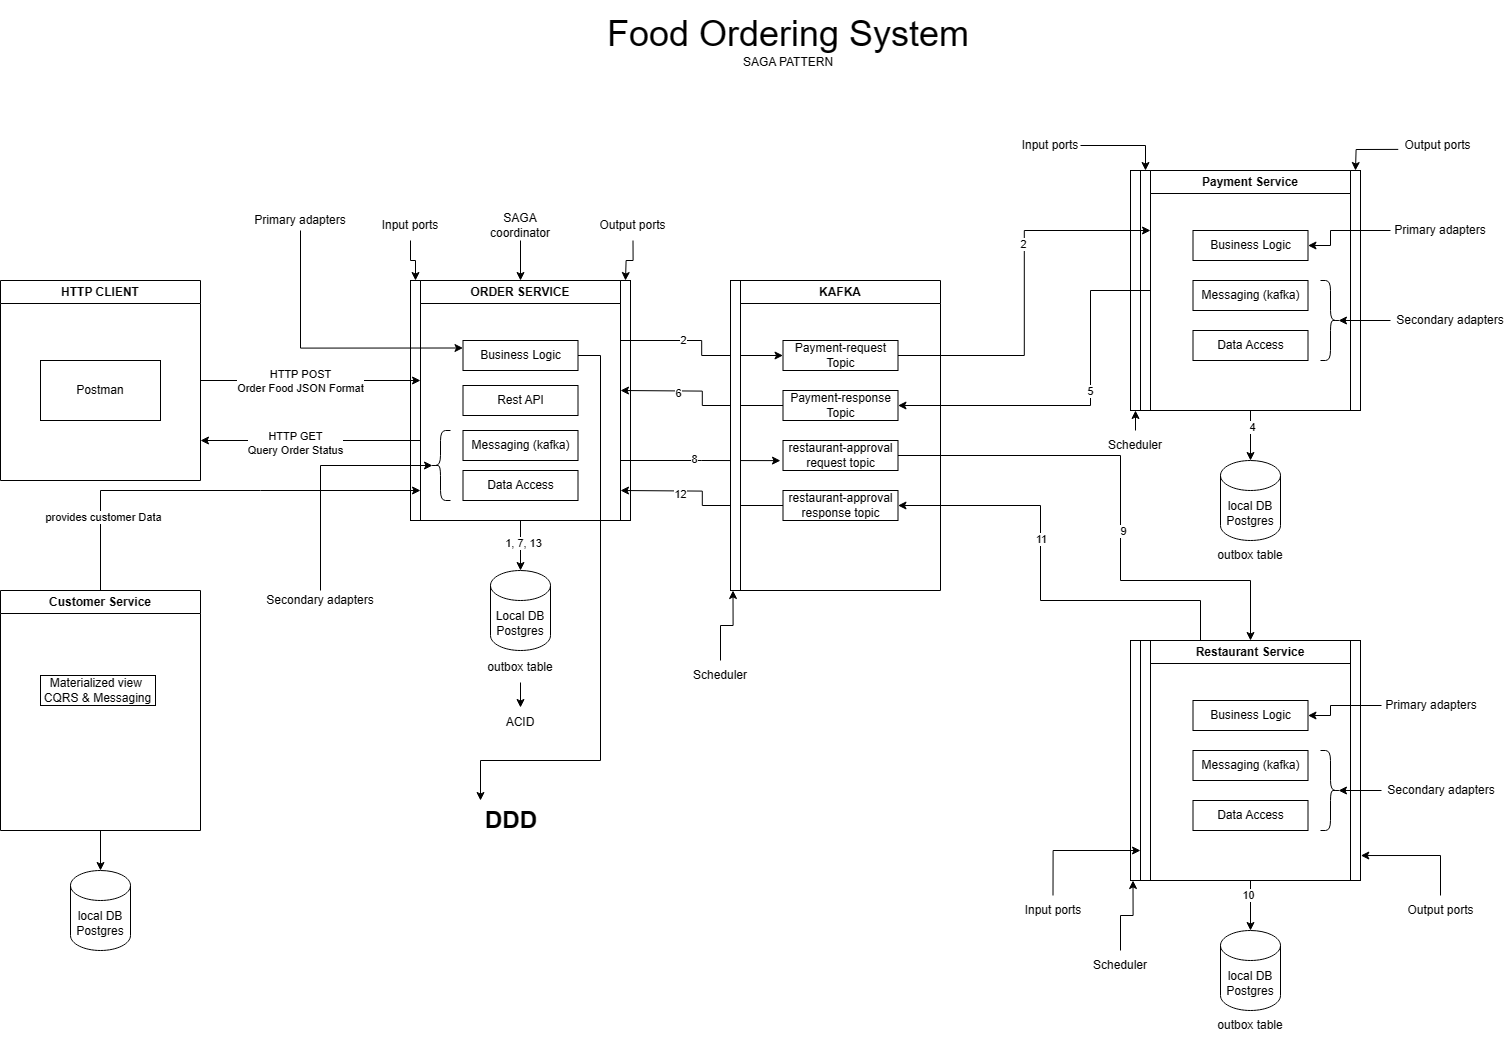 Food Ordering System
SAGA PATTERN
Input ports
Output ports
Payment Service
Business Logic
Primary adapters
Messaging (kafka)
Data Access
Secondary adapters
Scheduler
4
local DB
Postgres
outbox table
Primary adapters
Input ports
SAGA
coordinator
Output ports
HTTP CLIENT
Postman
HTTP POST
Order Food JSON Format
HTTP GET
Query Order Status
ORDER SERVICE
Business Logic
Rest API
Messaging (kafka)
Data Access
Secondary adapters
1, 7, 13
Local DB
Postgres
outbox table
ACID
DDD
2
6
8
12
KAFKA
Payment-request
Topic
Payment-response
Topic
restaurant-approval
request topic
restaurant-approval
response topic
Scheduler
2
5
9
11
provides customer Data
Customer Service
Materialized view
CQRS & Messaging
local DB
Postgres
Restaurant Service
Business Logic
Primary adapters
Messaging (kafka)
Data Access
Secondary adapters
Input ports
Output ports
Scheduler
10
local DB
Postgres
outbox table